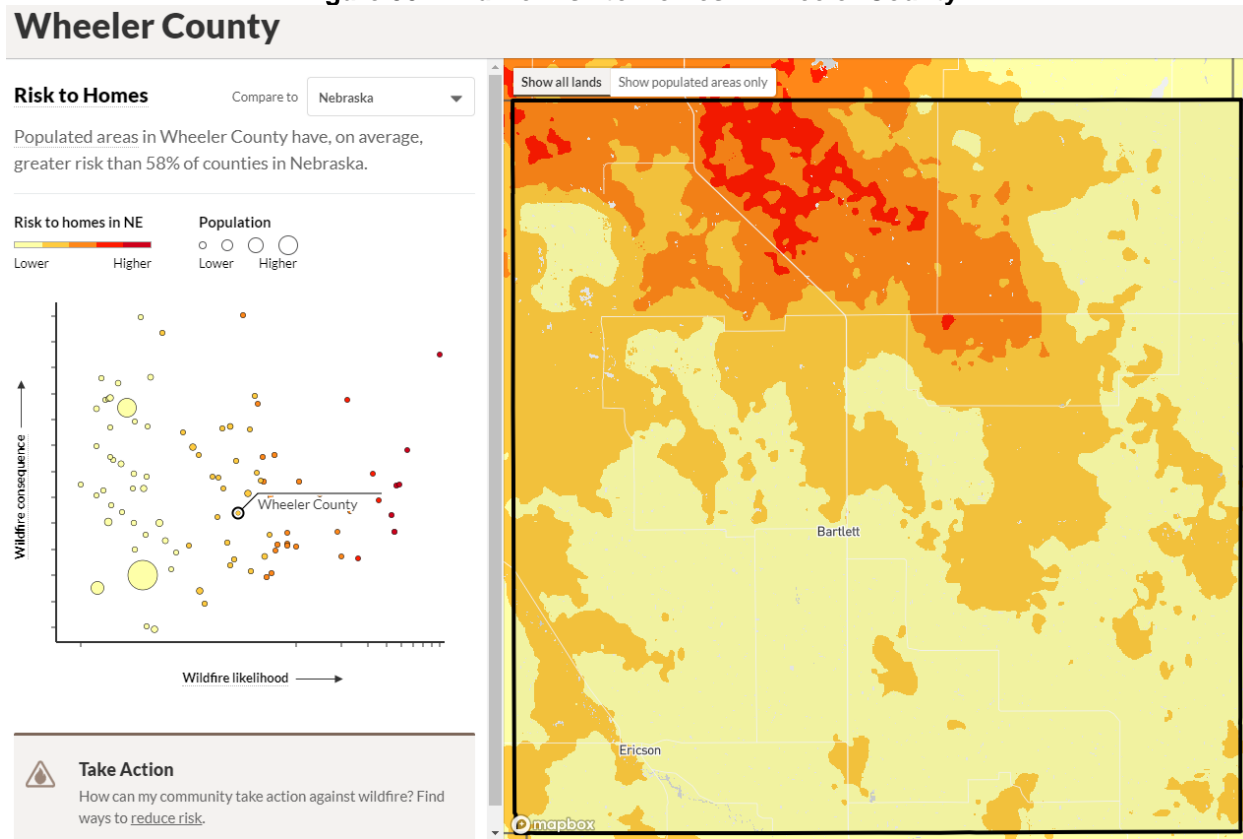 Wheeler County
Risk to Homes
Compare to
Nebraska
Populated areas in Wheeler County have, on average,
greater risk than 58% of counties in Nebraska.
Risk to homes in NE
Population
Lower
Higher
Lower
Higher
Wildfire consequence
Wheeler County
Wildfire likelihood
Take Action
How can my community take action against wildfire? Find
ways to reduce risk.
Show all lands
Show populated areas only
Bartlett
Ericson
mapbox